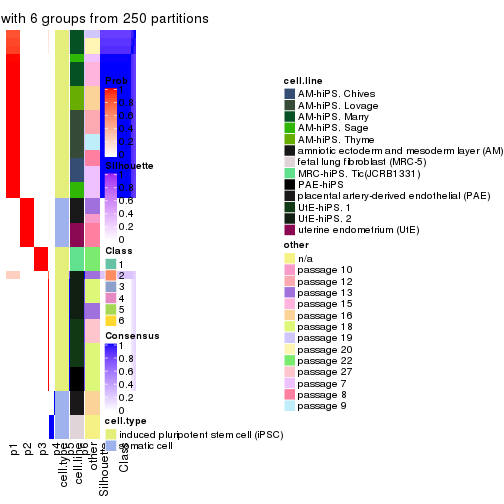 with 6 groups from 250 partitions
Prob
0.8
0.6
0.4
0.2
0
Silhouette
1
0.8
0.6
0.4
0.2
0
Class
1
2
3
4
5
6
Consensus
1
0.8
0.6
0.4
0.2
0
cell.type
induced pluripotent stem cell (iPSC)
somatic cell
cell.line
AM-hiPS. Chives
AM-hiPS. Lovage
AM-hiPS. Marry
AM-hiPS. Sage
AM-hiPS. Thyme
amniotic ectoderm and mesoderm layer (AM)
fetal lung fibroblast (MRC-5)
MRC-hiPS. Tic(JCRB1331)
PAE-hiPS
placental artery-derived endothelial (PAE)
UtE-hiPS. 1
UtE-hiPS. 2
uterine endometrium (UtE)
other
n/a
passage 10
passage 12
passage 13
passage 15
passage 16
passage 18
passage 19
passage 20
passage 22
passage 27
passage 7
passage 8
passage 9
p1
p2
p3
p4
p5
p6
cell.type
cell.line
other
Silhouette
Class